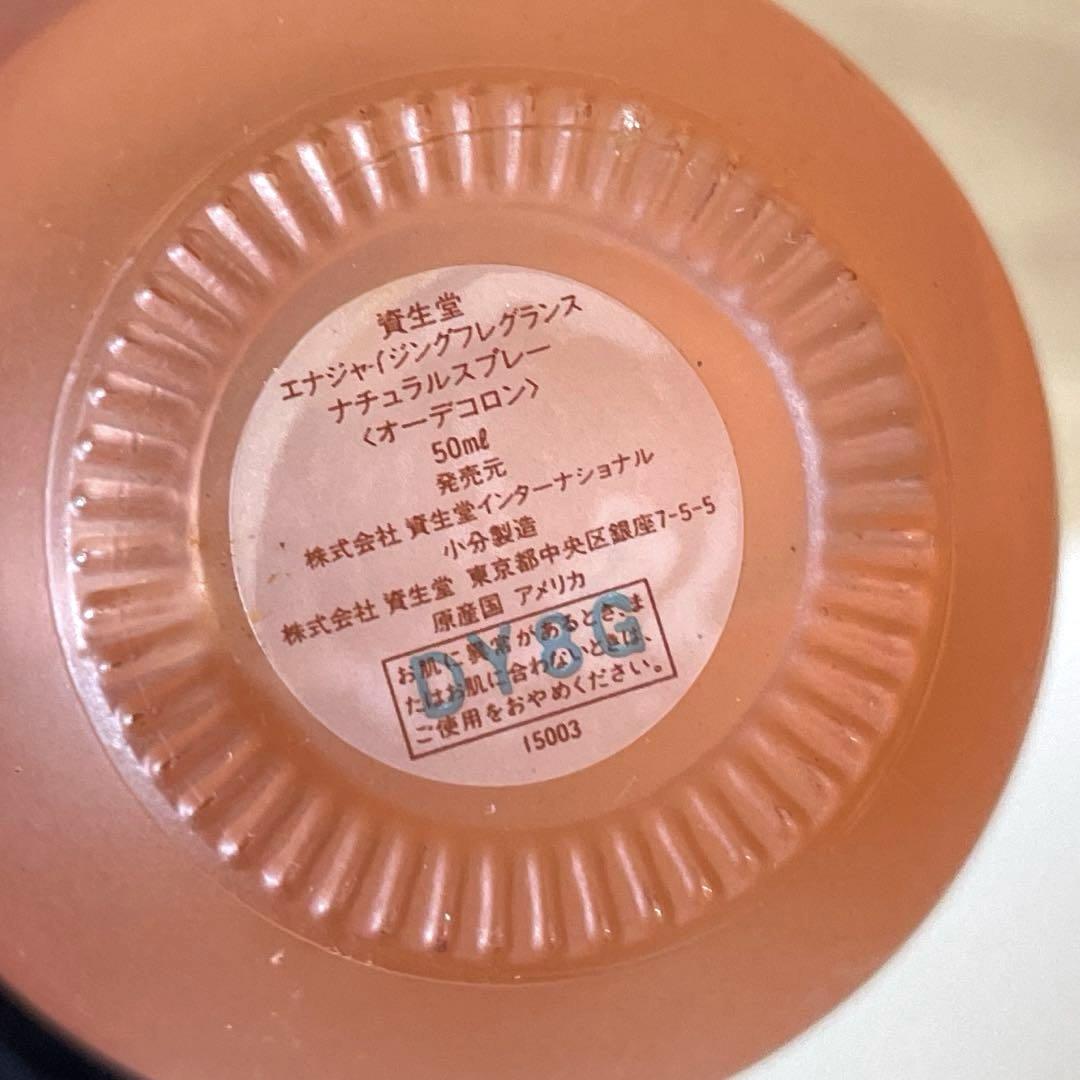 資生堂
エナジャイジングフレグランス
ナチュラルスプレー
〈オーデコロン〉
50ml
発売元
株式会社 資生堂インターナショナル
小分製造
株式会社 資生堂 東京都中央区銀座7-5-5
原産国 アメリカ
お肌に異常があるとき、ま
たはお肌に合わないときは、
ご使用をおやめください。
DY8G
15003